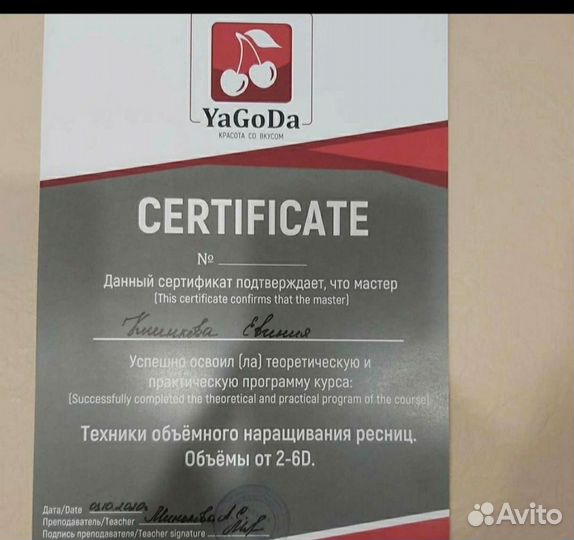 YaGoDa
КРАСОТА СО ВКУСОМ
CERTIFICATE
№
Данный сертификат подтверждает, что мастер
(This certificate confirms that the master)
Успешно освоил (ла) теоретическую и
практическую программу курса:
(Successfully completed the theoretical and practical program of the course)
Техники объёмного наращивания ресниц.
Объёмы от 2-6D.
Дата/Date
Преподаватель/Teacher
Подпись преподавателя/Teacher signature
Avito